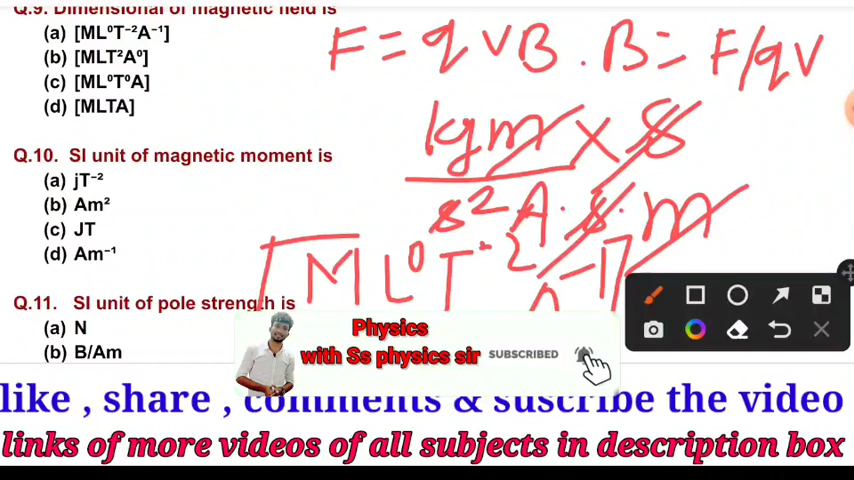 Q.9. Dimensional of magnetic field is
(a) [ML⁰T⁻²A⁻¹]
(b) [MLT²A⁰]
(c) [ML⁰T⁰A]
(d) [MLTA]
F = qVB . B = F/qV
kgm × s
s² A . s . m
[ML⁰T⁻² A⁻¹]
Q.10. SI unit of magnetic moment is
(a) jT⁻²
(b) Am²
(c) JT
(d) Am⁻¹
Q.11. SI unit of pole strength is
(a) N
(b) B/Am
Physics
with Ss physics sir
SUBSCRIBED
like , share , comments & suscribe the video
links of more videos of all subjects in description box